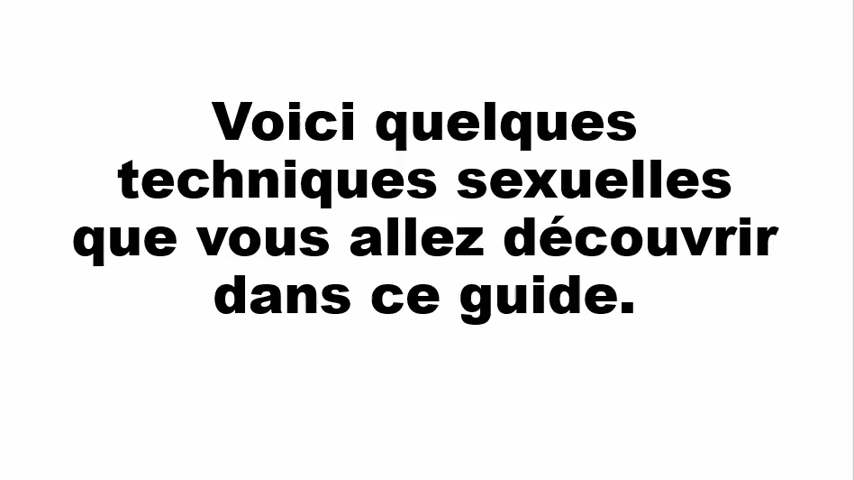 Voici quelques
techniques sexuelles
que vous allez découvrir
dans ce guide.